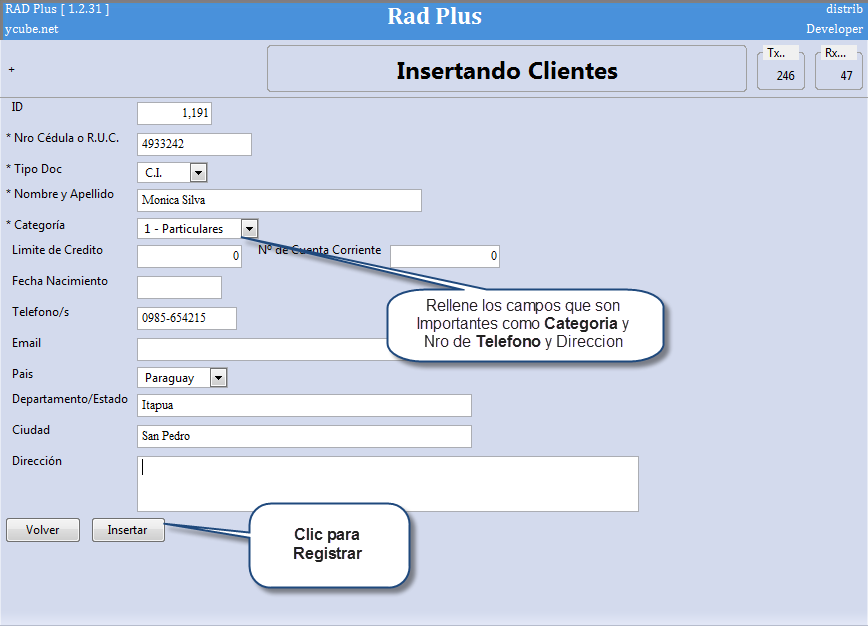 RAD Plus [ 1.2.31 ]
Rad Plus
distrib
ycube.net
Developer
+
Insertando Clientes
Tx..
246
Rx...
47
ID
1,191
* Nro Cédula o R.U.C.
4933242
* Tipo Doc
C.I.
* Nombre y Apellido
Monica Silva
* Categoría
1 - Particulares
Limite de Credito
0
Nº de Cuenta Corriente
0
Fecha Nacimiento
Rellene los campos que son
Importantes como Categoria y
Nro de Telefono y Direccion
Telefono/s
0985-654215
Email
Pais
Paraguay
Departamento/Estado
Itapua
Ciudad
San Pedro
Dirección
Volver
Insertar
Clic para
Registrar